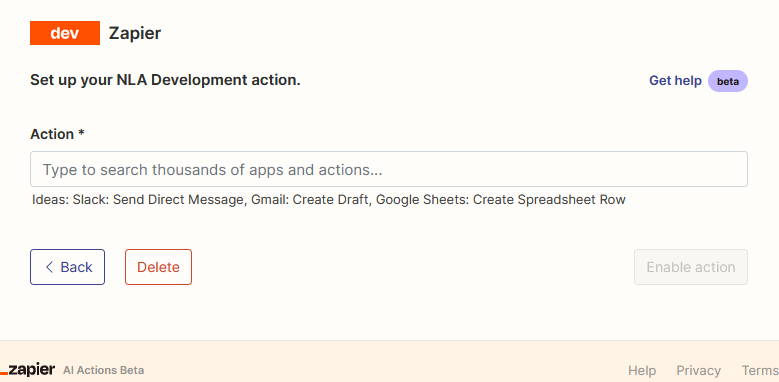 dev Zapier
Set up your NLA Development action.
Get help beta
Action *
Type to search thousands of apps and actions...
Ideas: Slack: Send Direct Message, Gmail: Create Draft, Google Sheets: Create Spreadsheet Row
Back Delete Enable action
_zapier AI Actions Beta Help Privacy Terms